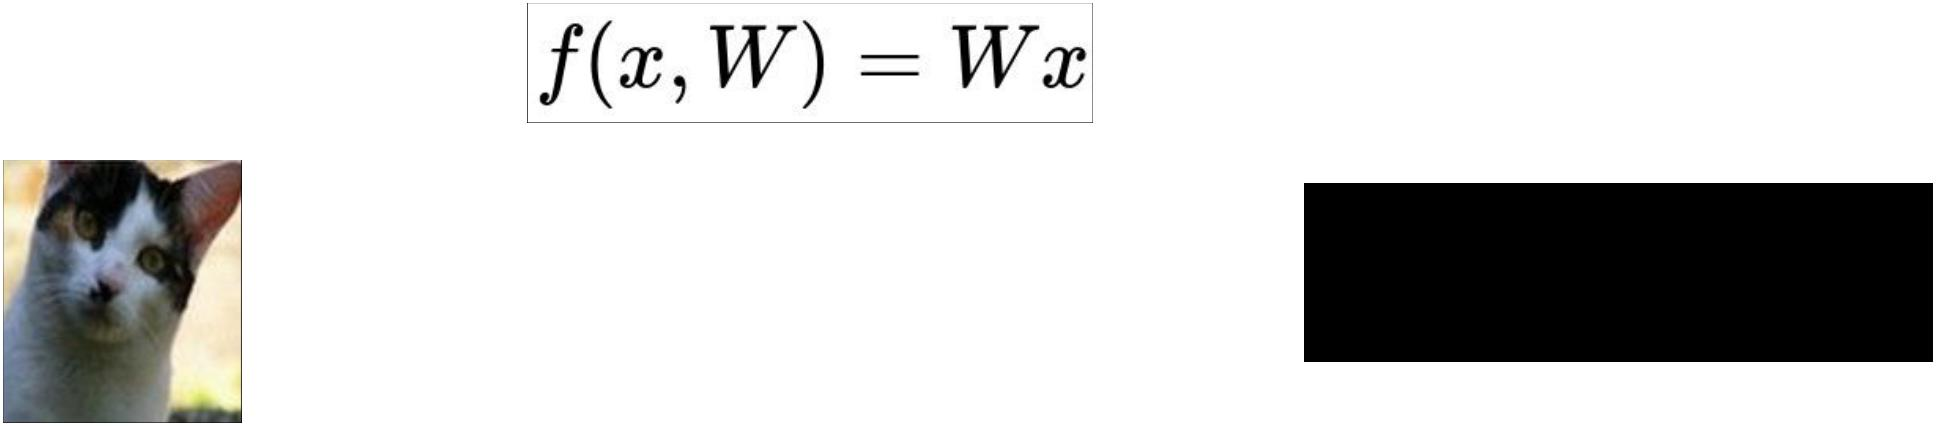 f(x, W) = Wx